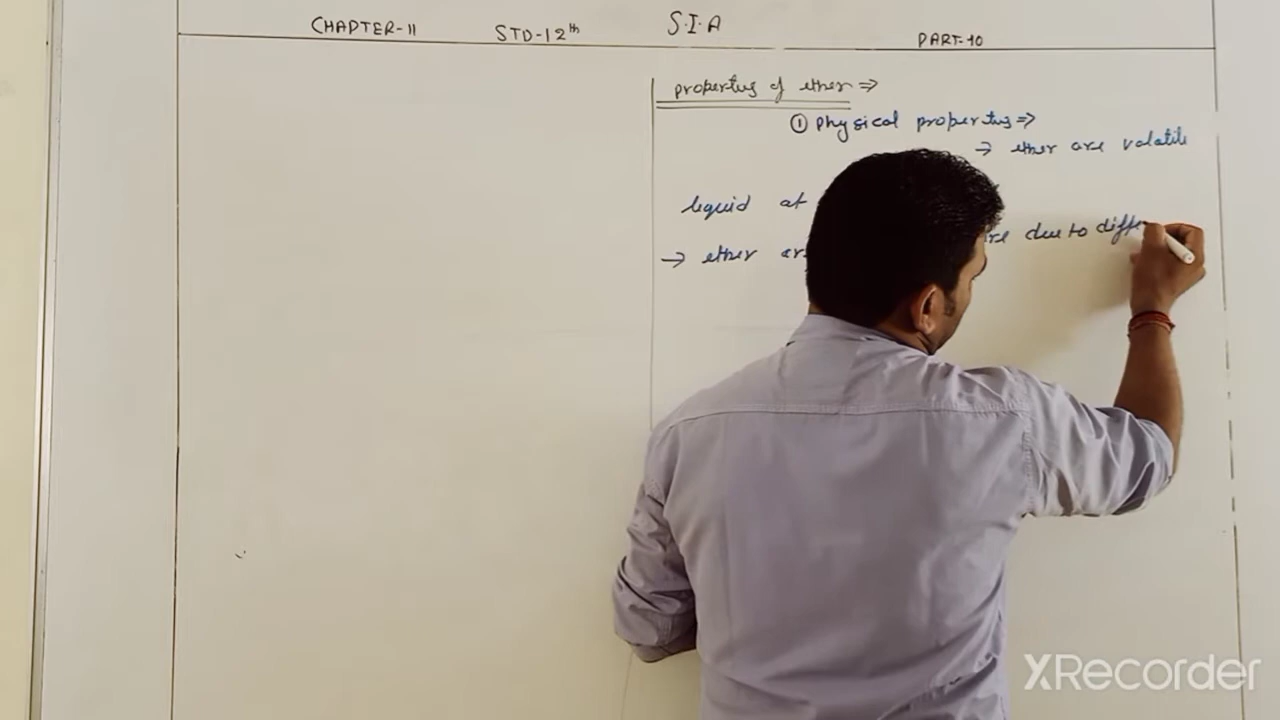 CHAPTER-11 STD-12th S.I.A PART-10
properties of ether ⇒
① Physical properties ⇒
→ ether are volatile
liquid at
→ ether are due to diffe
XRecorder